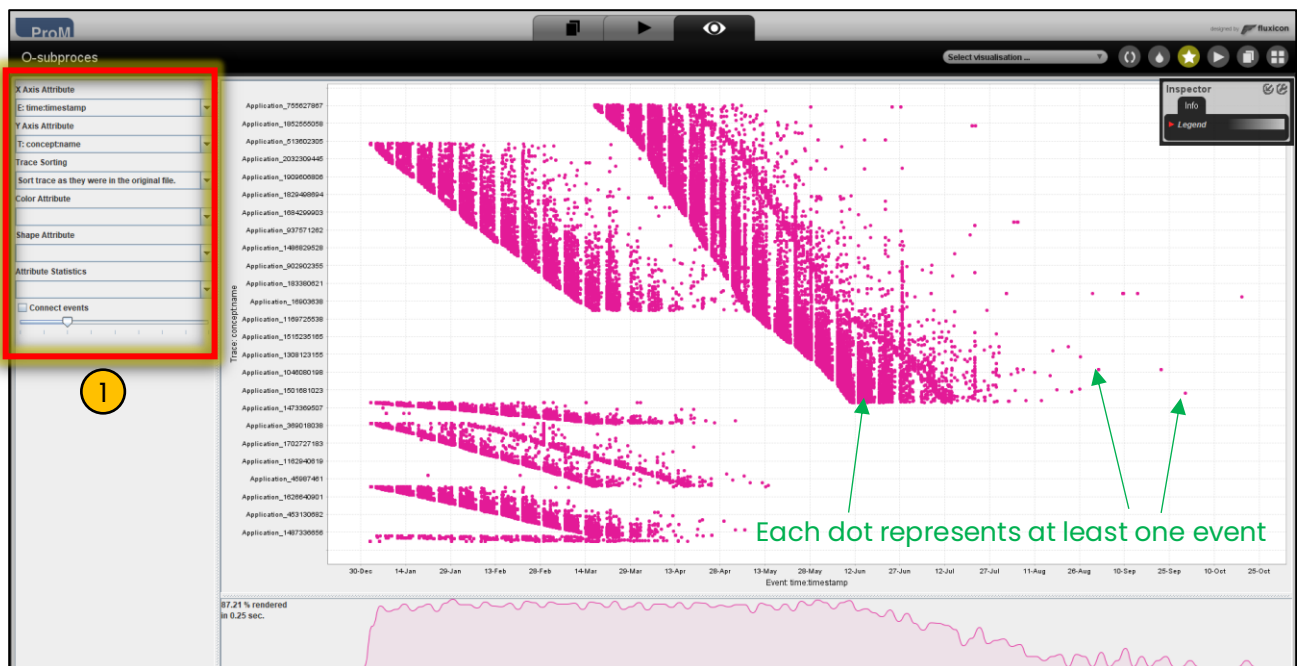 ProM
designed by fluxicon
O-subproces
Select visualisation ...
X Axis Attribute
E: time:timestamp
Y Axis Attribute
T: concept:name
Trace Sorting
Sort trace as they were in the original file.
Color Attribute
Shape Attribute
Attribute Statistics
Connect events
1
Inspector
Info
Legend
Trace: concept:name
Application_755627867
Application_1852555059
Application_513602305
Application_2032309445
Application_1909606806
Application_1829498694
Application_1684299903
Application_937571262
Application_1486829528
Application_902902355
Application_183380621
Application_16903638
Application_1169725538
Application_1515235165
Application_1308123155
Application_1046080198
Application_1501681023
Application_1473369507
Application_369018038
Application_1702727183
Application_1162940619
Application_45987461
Application_1626640901
Application_453130682
Application_1487336656
Each dot represents at least one event
30-Dec 14-Jan 29-Jan 13-Feb 28-Feb 14-Mar 29-Mar 13-Apr 28-Apr 13-May 28-May 12-Jun 27-Jun 12-Jul 27-Jul 11-Aug 26-Aug 10-Sep 25-Sep 10-Oct 25-Oct
Event: time:timestamp
87.21 % rendered
in 0.25 sec.